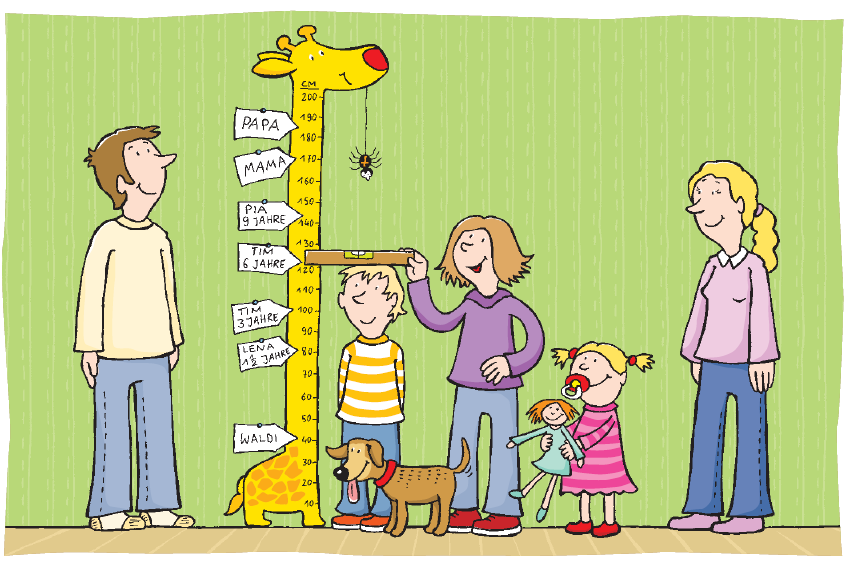 CM
200
190
180
170
160
150
140
130
120
110
100
90
80
70
60
50
40
30
20
10
PAPA
MAMA
PIA
9 JAHRE
TIM
6 JAHRE
TIM
3 JAHRE
LENA
1½ JAHRE
WALDI